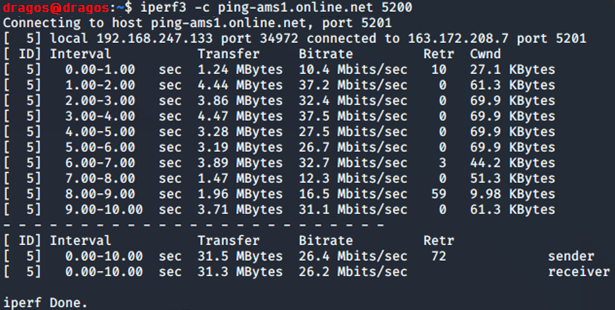 dragos@dragos:~$ iperf3 -c ping-ams1.online.net 5200
Connecting to host ping-ams1.online.net, port 5201
[  5] local 192.168.247.133 port 34972 connected to 163.172.208.7 port 5201
[ ID] Interval           Transfer     Bitrate         Retr  Cwnd
[  5]   0.00-1.00   sec  1.24 MBytes  10.4 Mbits/sec   10   27.1 KBytes
[  5]   1.00-2.00   sec  4.44 MBytes  37.2 Mbits/sec    0   61.3 KBytes
[  5]   2.00-3.00   sec  3.86 MBytes  32.4 Mbits/sec    0   69.9 KBytes
[  5]   3.00-4.00   sec  4.47 MBytes  37.5 Mbits/sec    0   69.9 KBytes
[  5]   4.00-5.00   sec  3.28 MBytes  27.5 Mbits/sec    0   69.9 KBytes
[  5]   5.00-6.00   sec  3.19 MBytes  26.7 Mbits/sec    0   69.9 KBytes
[  5]   6.00-7.00   sec  3.89 MBytes  32.7 Mbits/sec    3   44.2 KBytes
[  5]   7.00-8.00   sec  1.47 MBytes  12.3 Mbits/sec    0   51.3 KBytes
[  5]   8.00-9.00   sec  1.96 MBytes  16.5 Mbits/sec   59   9.98 KBytes
[  5]   9.00-10.00  sec  3.71 MBytes  31.1 Mbits/sec    0   61.3 KBytes
- - - - - - - - - - - - - - - - - - - - - - - - -
[ ID] Interval           Transfer     Bitrate         Retr
[  5]   0.00-10.00  sec  31.5 MBytes  26.4 Mbits/sec   72             sender
[  5]   0.00-10.00  sec  31.3 MBytes  26.2 Mbits/sec                  receiver
iperf Done.